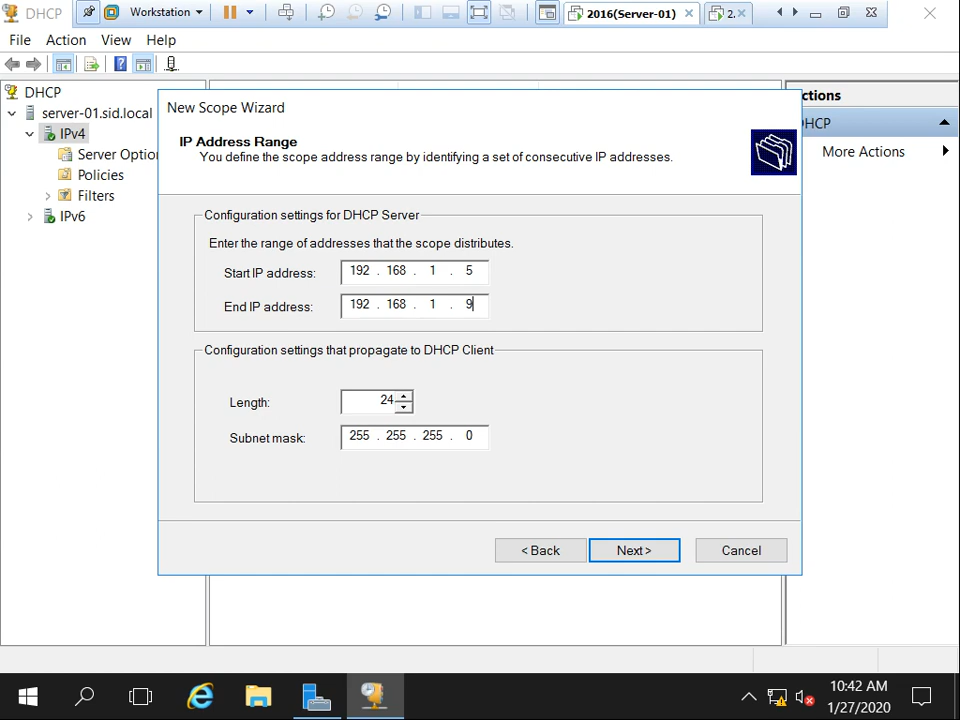 DHCP
Workstation
2016(Server-01)
2.
File Action View Help
DHCP
server-01.sid.local
IPv4
Server Optio
Policies
Filters
IPv6
New Scope Wizard
IP Address Range
You define the scope address range by identifying a set of consecutive IP addresses.
Configuration settings for DHCP Server
Enter the range of addresses that the scope distributes.
Start IP address: 192 . 168 . 1 . 5
End IP address: 192 . 168 . 1 . 9
Configuration settings that propagate to DHCP Client
Length: 24
Subnet mask: 255 . 255 . 255 . 0
< Back Next > Cancel
ctions
HCP
More Actions
10:42 AM
1/27/2020